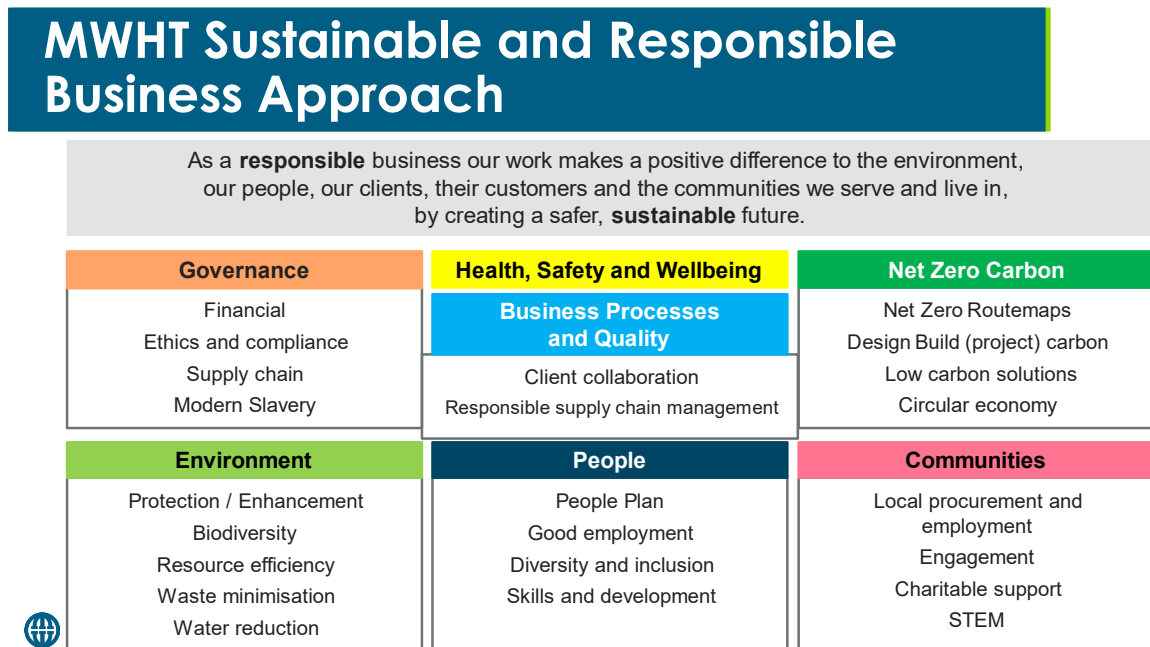 MWHT Sustainable and Responsible
Business Approach
As a responsible business our work makes a positive difference to the environment,
our people, our clients, their customers and the communities we serve and live in,
by creating a safer, sustainable future.
Governance
Financial
Ethics and compliance
Supply chain
Modern Slavery
Health, Safety and Wellbeing
Business Processes
and Quality
Client collaboration
Responsible supply chain management
Net Zero Carbon
Net Zero Routemaps
Design Build (project) carbon
Low carbon solutions
Circular economy
Environment
Protection / Enhancement
Biodiversity
Resource efficiency
Waste minimisation
Water reduction
People
People Plan
Good employment
Diversity and inclusion
Skills and development
Communities
Local procurement and
employment
Engagement
Charitable support
STEM